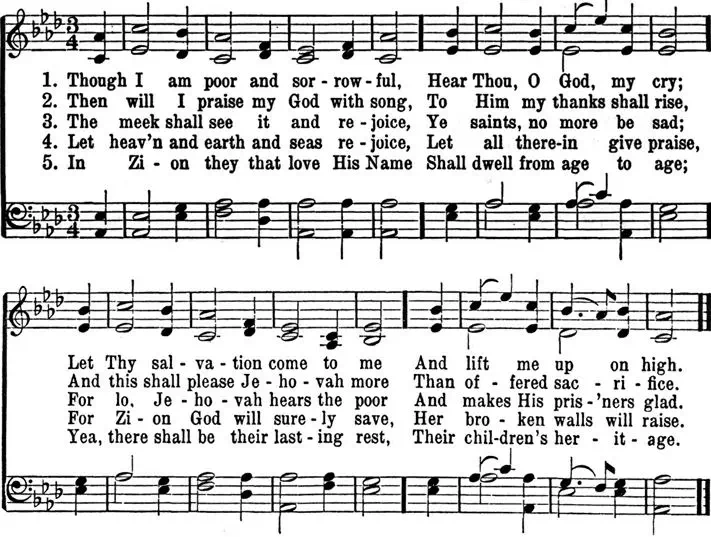 3
4
1. Though I am poor and sor - row - ful, Hear Thou, O God, my cry;
2. Then will I praise my God with song, To Him my thanks shall rise,
3. The meek shall see it and re - joice, Ye saints, no more be sad;
4. Let heav'n and earth and seas re - joice, Let all there-in give praise,
5. In Zi - on they that love His Name Shall dwell from age to age;
3
4
Let Thy sal - va - tion come to me And lift me up on high.
And this shall please Je - ho - vah more Than of - fered sac - ri - fice.
For lo, Je - ho - vah hears the poor And makes His pris - 'ners glad.
For Zi - on God will sure - ly save, Her bro - ken walls will raise.
Yea, there shall be their last - ing rest, Their chil - dren's her - it - age.